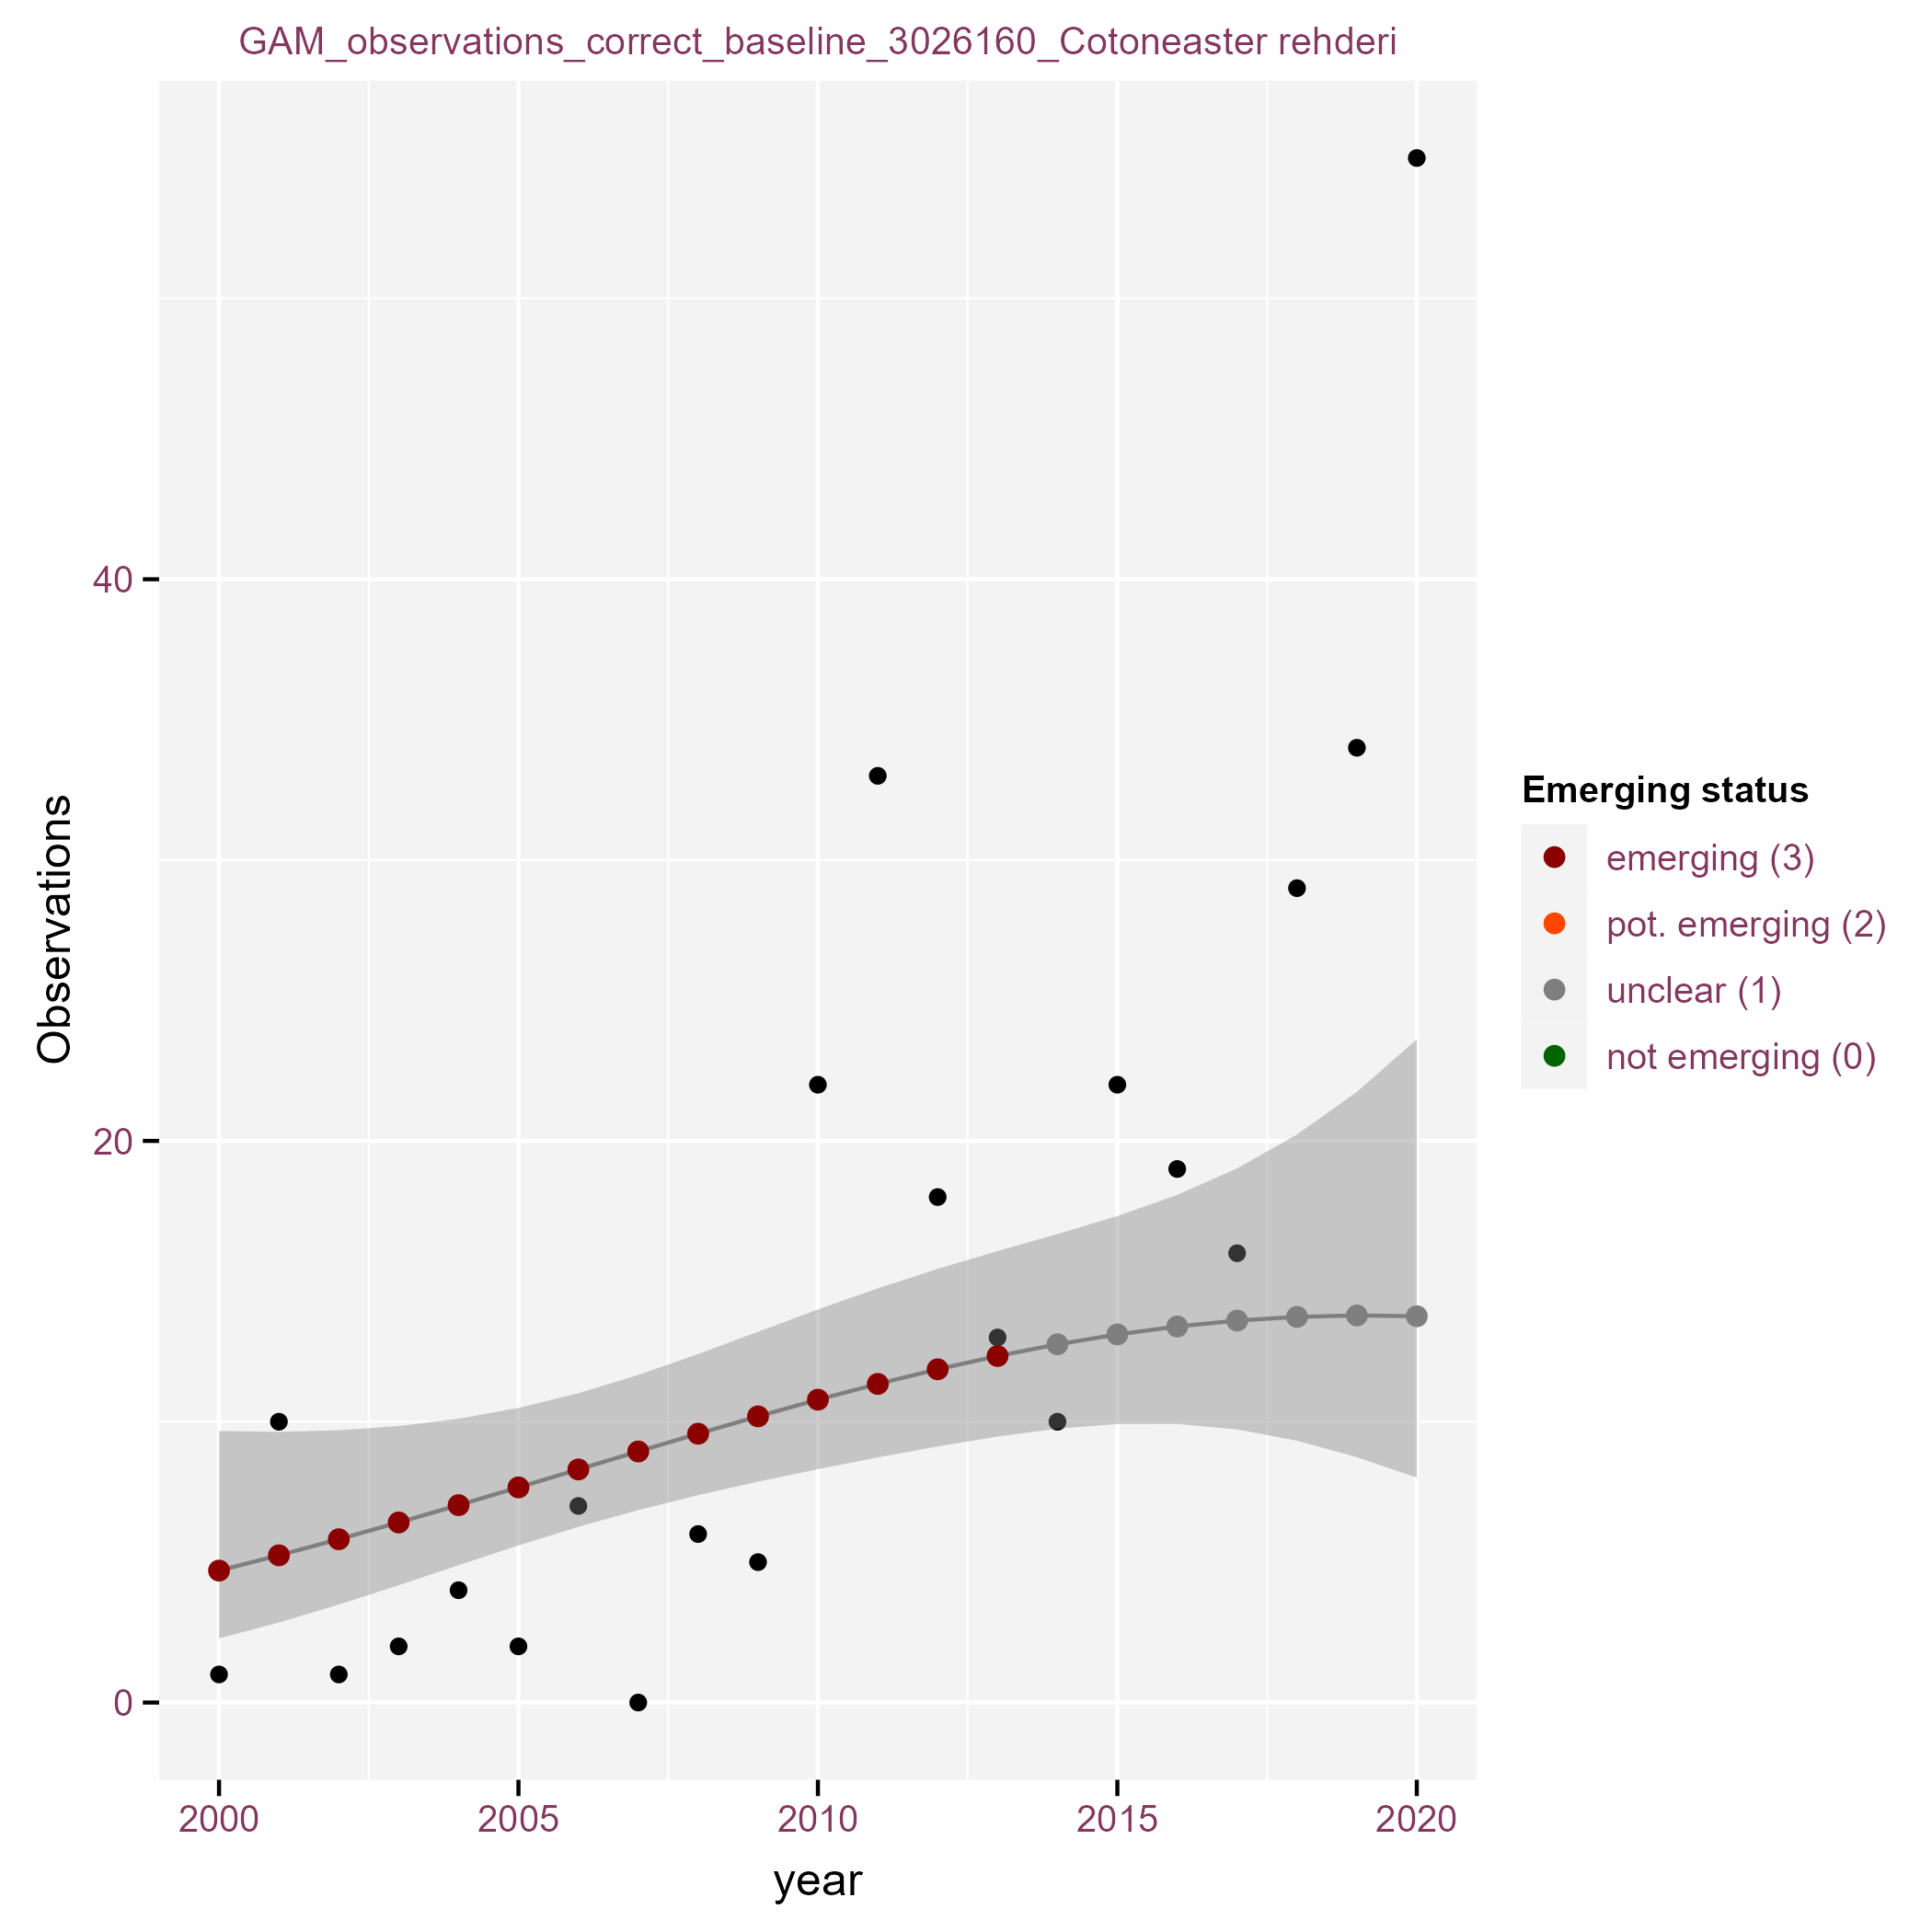 GAM_observations_correct_baseline_3026160_Cotoneaster rehderi
Observations
40
20
0
2000 2005 2010 2015 2020
year
Emerging status
emerging (3)
pot. emerging (2)
unclear (1)
not emerging (0)